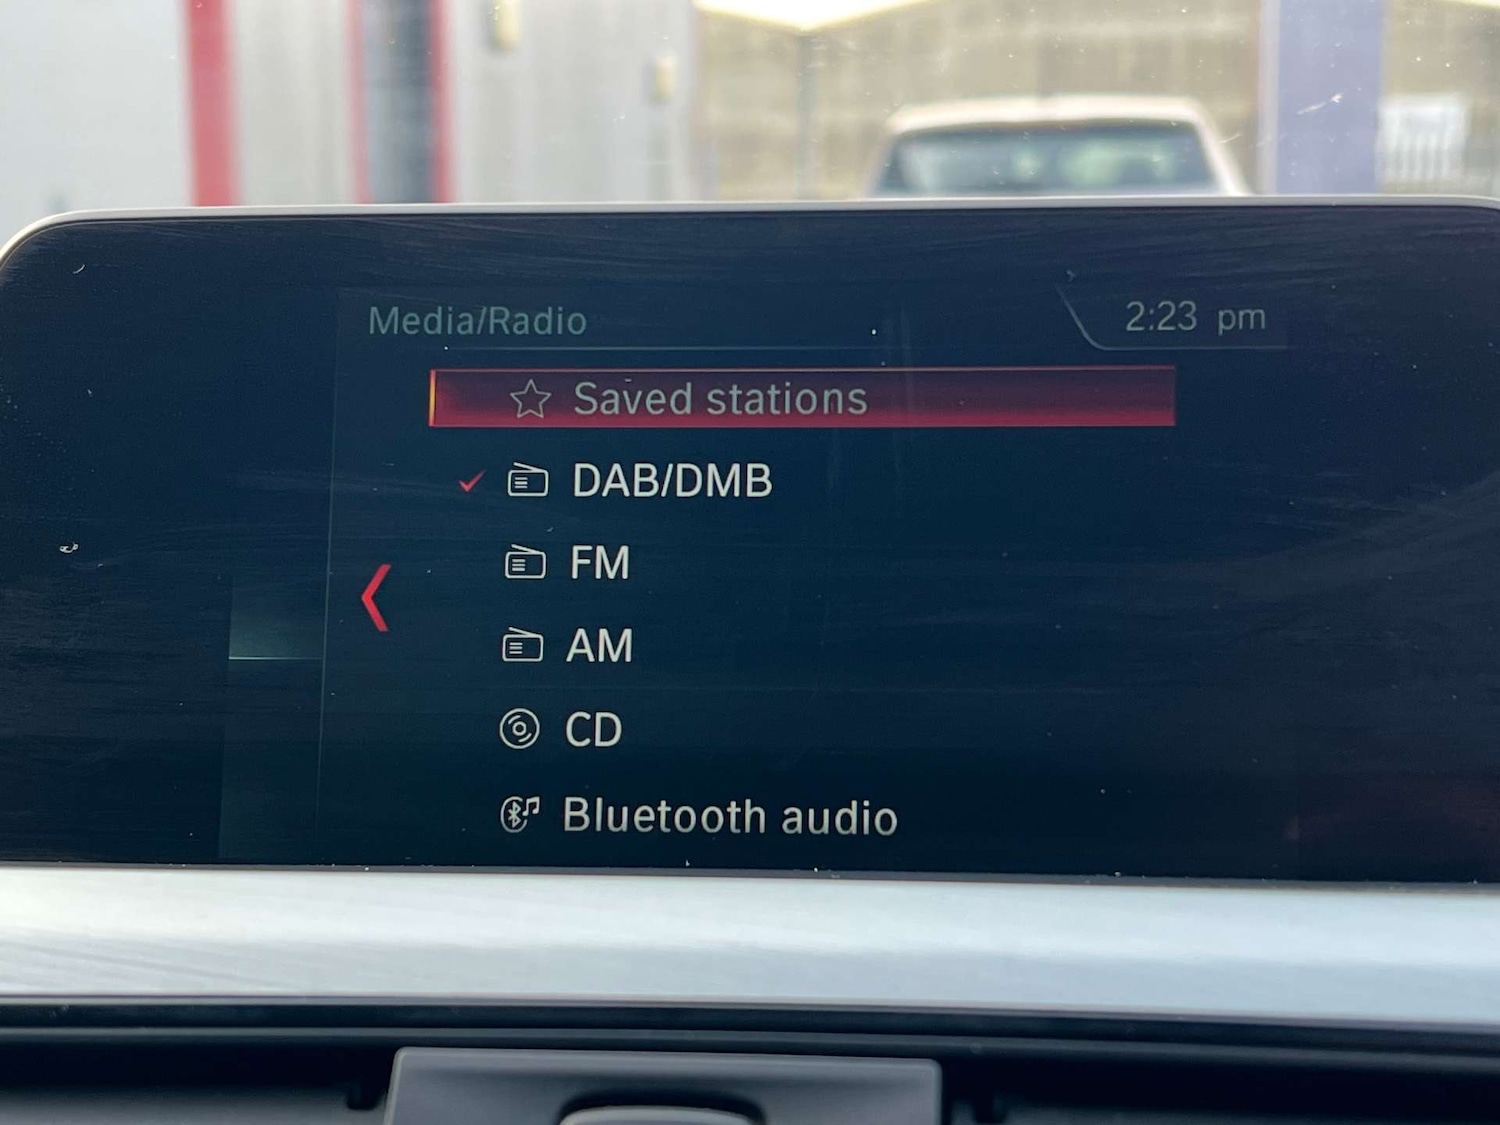 Media/Radio
2:23 pm
Saved stations
DAB/DMB
FM
AM
CD
Bluetooth audio